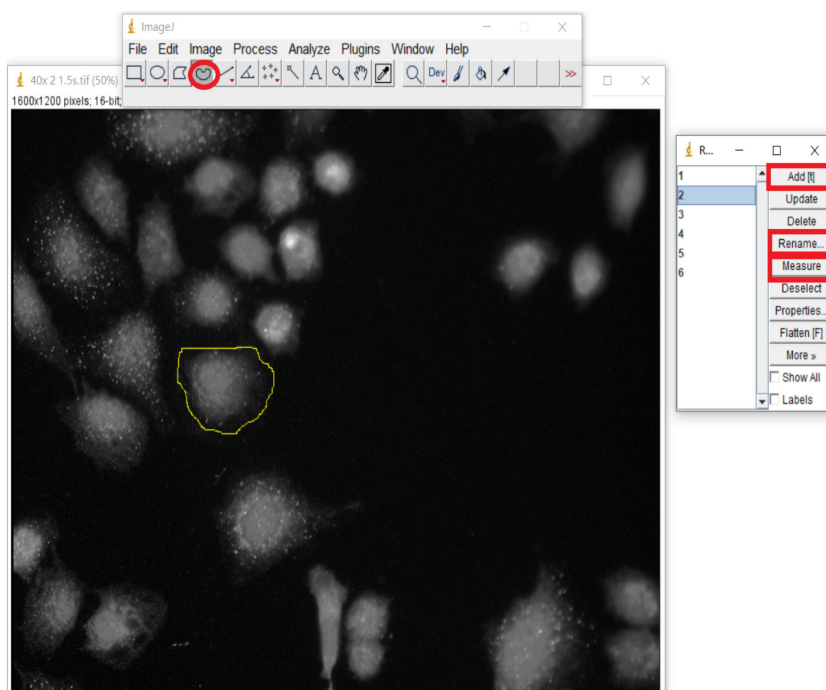 ImageJ
File Edit Image Process Analyze Plugins Window Help
A Dev >>
40x 2 1.5s.tif (50%)
1600x1200 pixels; 16-bit;
R...
1
2
3
4
5
6
Add [t]
Update
Delete
Rename...
Measure
Deselect
Properties...
Flatten [F]
More »
Show All
Labels